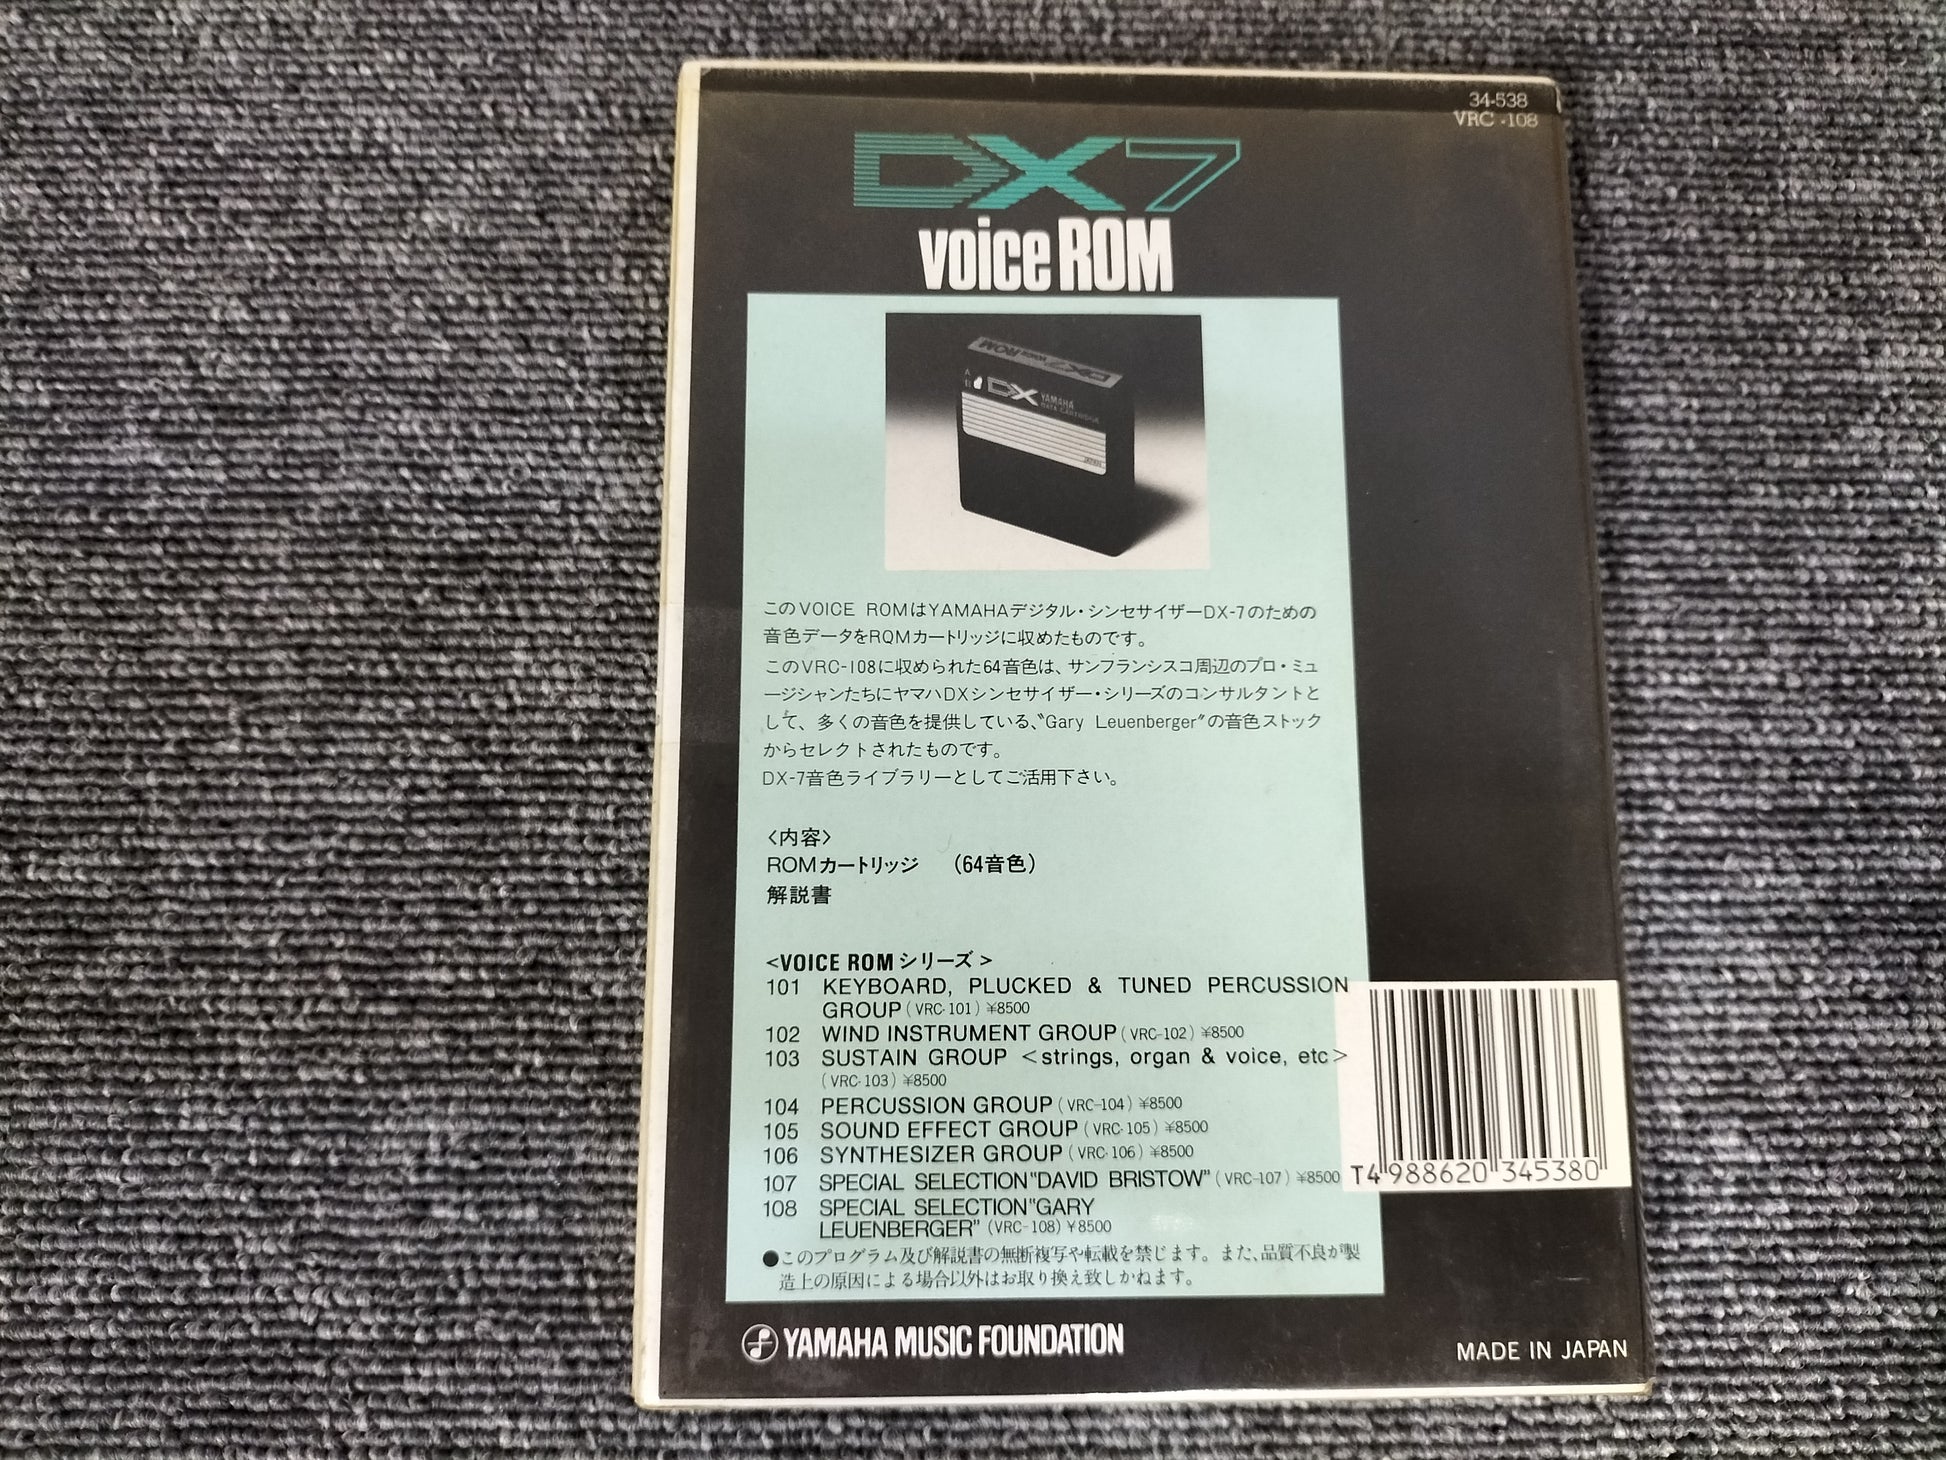 34-538
VRC -108
DX7
voice ROM
DX7 voice ROM
A
B
DX YAMAHA
DATA CARTRIDGE
JAPAN
このVOICE ROMはYAMAHAデジタル・シンセサイザーDX-7のための
音色データをROMカートリッジに収めたものです。
このVRC-108に収められた64音色は、サンフランシスコ周辺のプロ・ミュ
ージシャンたちにヤマハDXシンセサイザー・シリーズのコンサルタントと
して、多くの音色を提供している、〝Gary Leuenberger〞の音色ストック
からセレクトされたものです。
DX-7音色ライブラリーとしてご活用下さい。
〈内容〉
ROMカートリッジ （64音色）
解説書
<VOICE ROM シリーズ >
101 KEYBOARD, PLUCKED & TUNED PERCUSSION
GROUP (VRC-101) ¥8500
102 WIND INSTRUMENT GROUP (VRC-102) ¥8500
103 SUSTAIN GROUP <strings, organ & voice, etc>
(VRC-103) ¥8500
104 PERCUSSION GROUP (VRC-104) ¥8500
105 SOUND EFFECT GROUP (VRC-105) ¥8500
106 SYNTHESIZER GROUP (VRC-106) ¥8500
107 SPECIAL SELECTION "DAVID BRISTOW" (VRC-107) ¥8500
108 SPECIAL SELECTION "GARY
LEUENBERGER" (VRC-108) ¥8500
●このプログラム及び解説書の無断複写や転載を禁じます。また、品質不良が製
造上の原因による場合以外はお取り換え致しかねます。
T4988620345380
YAMAHA MUSIC FOUNDATION
MADE IN JAPAN